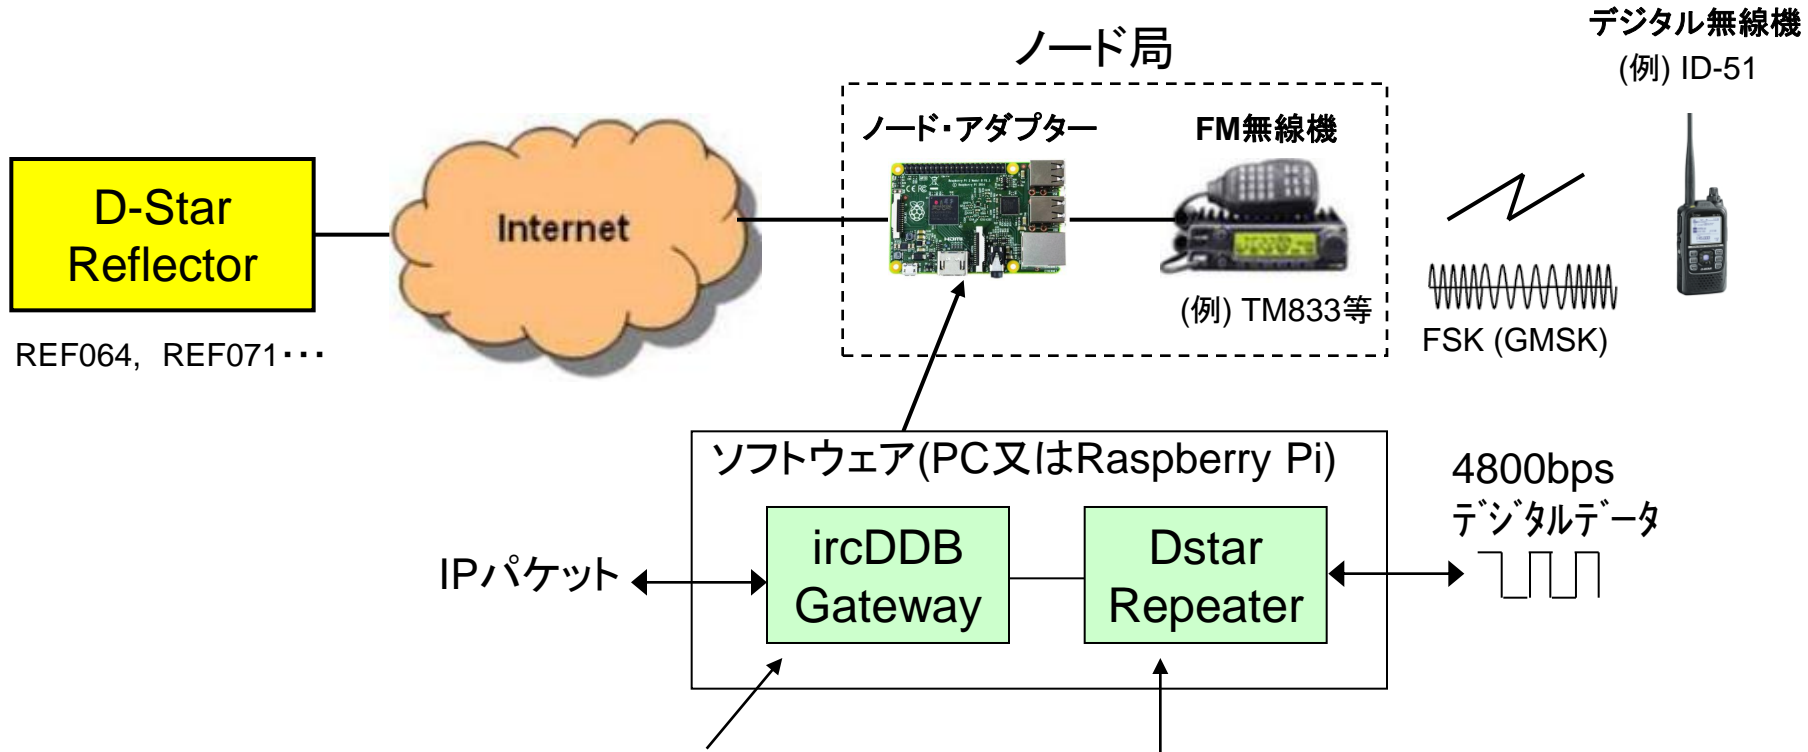 デジタル無線機
(例) ID-51
ノード局
ノード・アダプター
FM無線機
D-Star
Reflector
Internet
(例) TM833等
FSK (GMSK)
REF064, REF071・・・
ソフトウェア(PC又はRaspberry Pi)
4800bps
デジタルデータ
IPパケット
ircDDB
Gateway
Dstar
Repeater